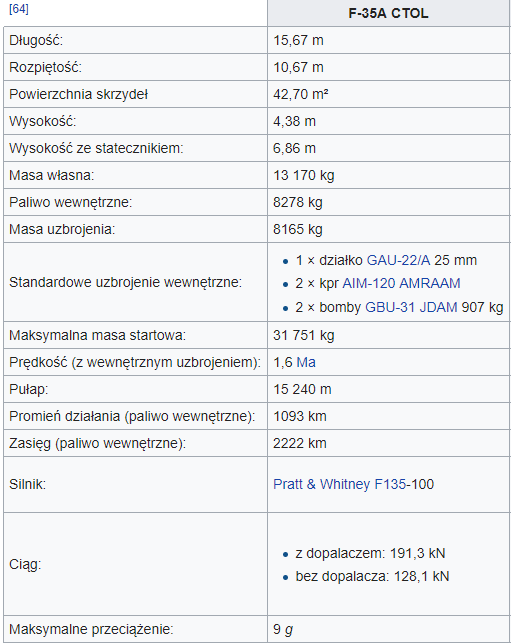 [64] F-35A CTOL
Długość: 15,67 m
Rozpiętość: 10,67 m
Powierzchnia skrzydeł 42,70 m²
Wysokość: 4,38 m
Wysokość ze statecznikiem: 6,86 m
Masa własna: 13 170 kg
Paliwo wewnętrzne: 8278 kg
Masa uzbrojenia: 8165 kg
Standardowe uzbrojenie wewnętrzne:
• 1 × działko GAU-22/A 25 mm
• 2 × kpr AIM-120 AMRAAM
• 2 × bomby GBU-31 JDAM 907 kg
Maksymalna masa startowa: 31 751 kg
Prędkość (z wewnętrznym uzbrojeniem): 1,6 Ma
Pułap: 15 240 m
Promień działania (paliwo wewnętrzne): 1093 km
Zasięg (paliwo wewnętrzne): 2222 km
Silnik: Pratt & Whitney F135-100
Ciąg:
• z dopalaczem: 191,3 kN
• bez dopalacza: 128,1 kN
Maksymalne przeciążenie: 9 g